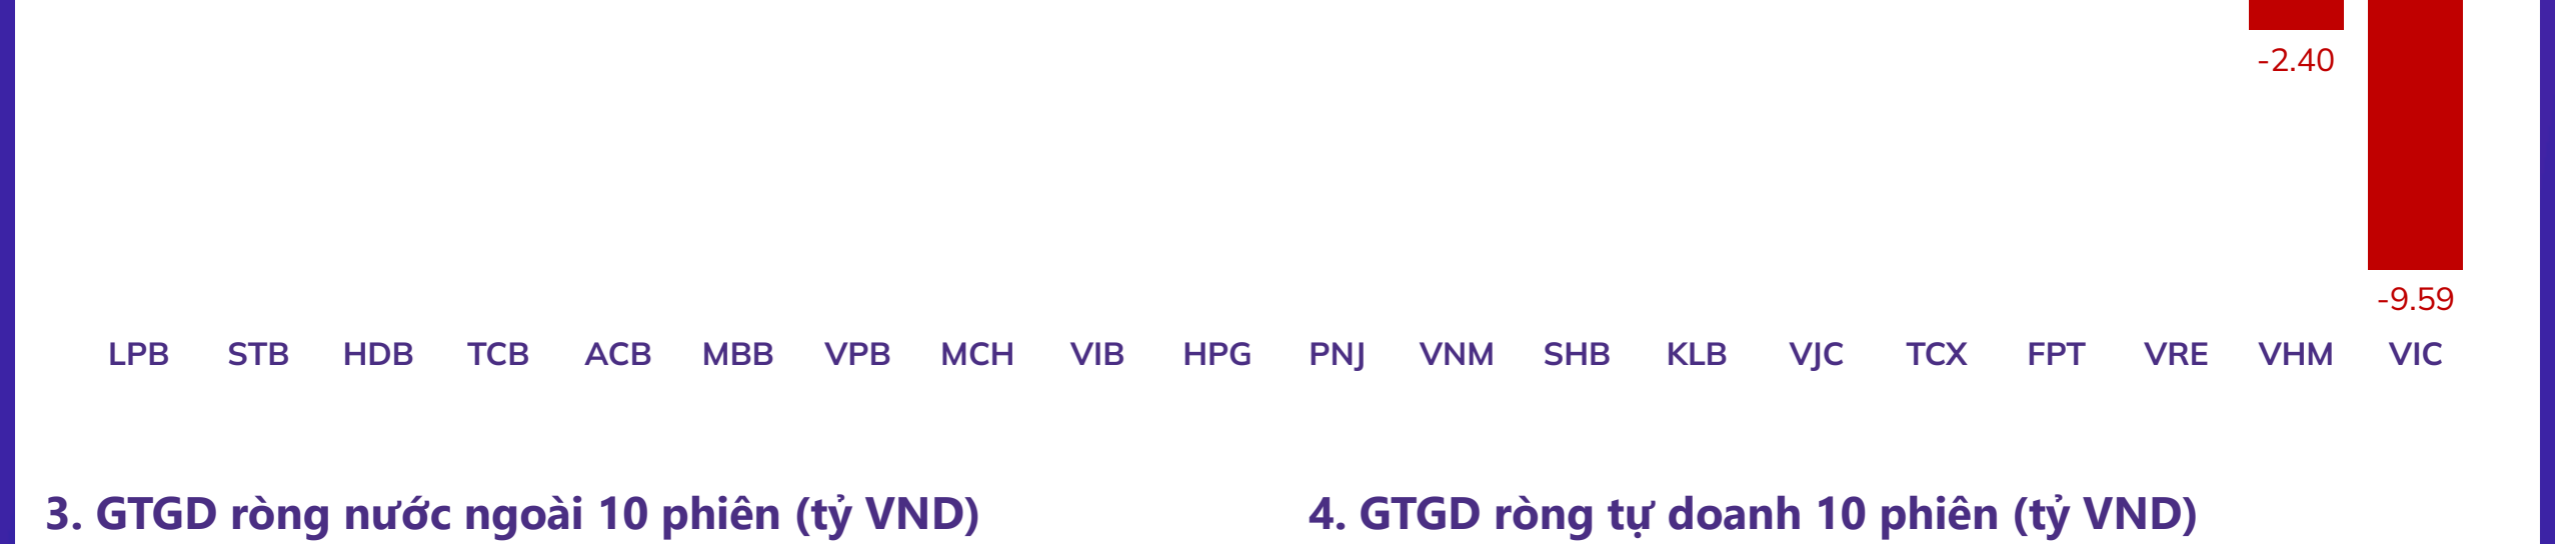 -2.40
-9.59
LPB STB HDB TCB ACB MBB VPB MCH VIB HPG PNJ VNM SHB KLB VJC TCX FPT VRE VHM VIC
3. GTGD ròng nước ngoài 10 phiên (tỷ VND)
4. GTGD ròng tự doanh 10 phiên (tỷ VND)